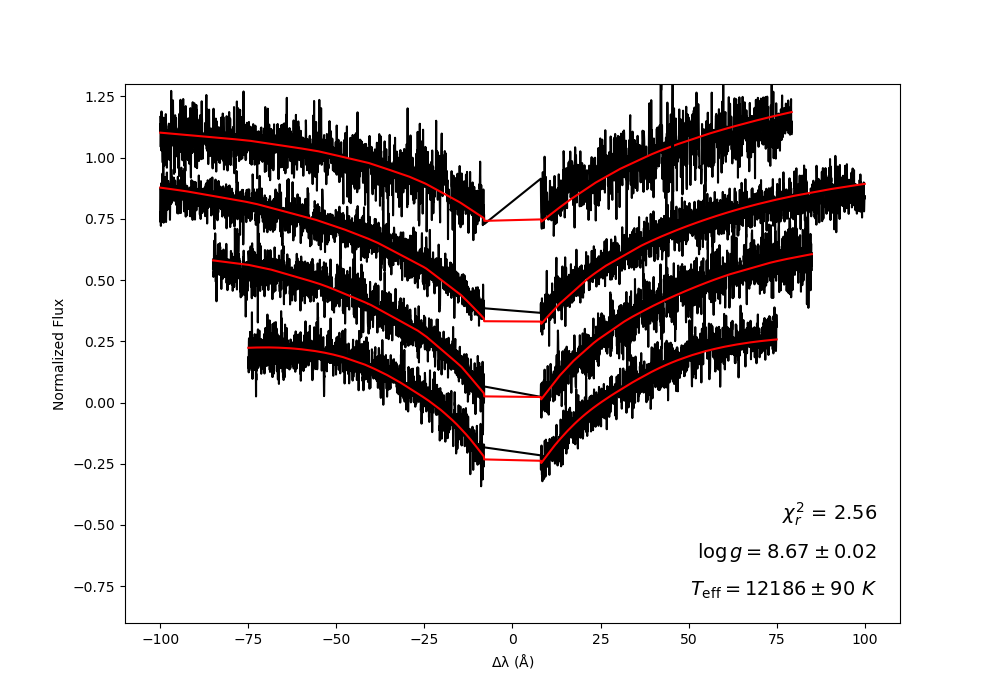 1.25
1.00
0.75
0.50
0.25
0.00
−0.25
−0.50
−0.75
Normalized Flux
χ²ᵣ = 2.56
log g = 8.67 ± 0.02
T_eff = 12186 ± 90 K
−100 −75 −50 −25 0 25 50 75 100
Δλ (Å)